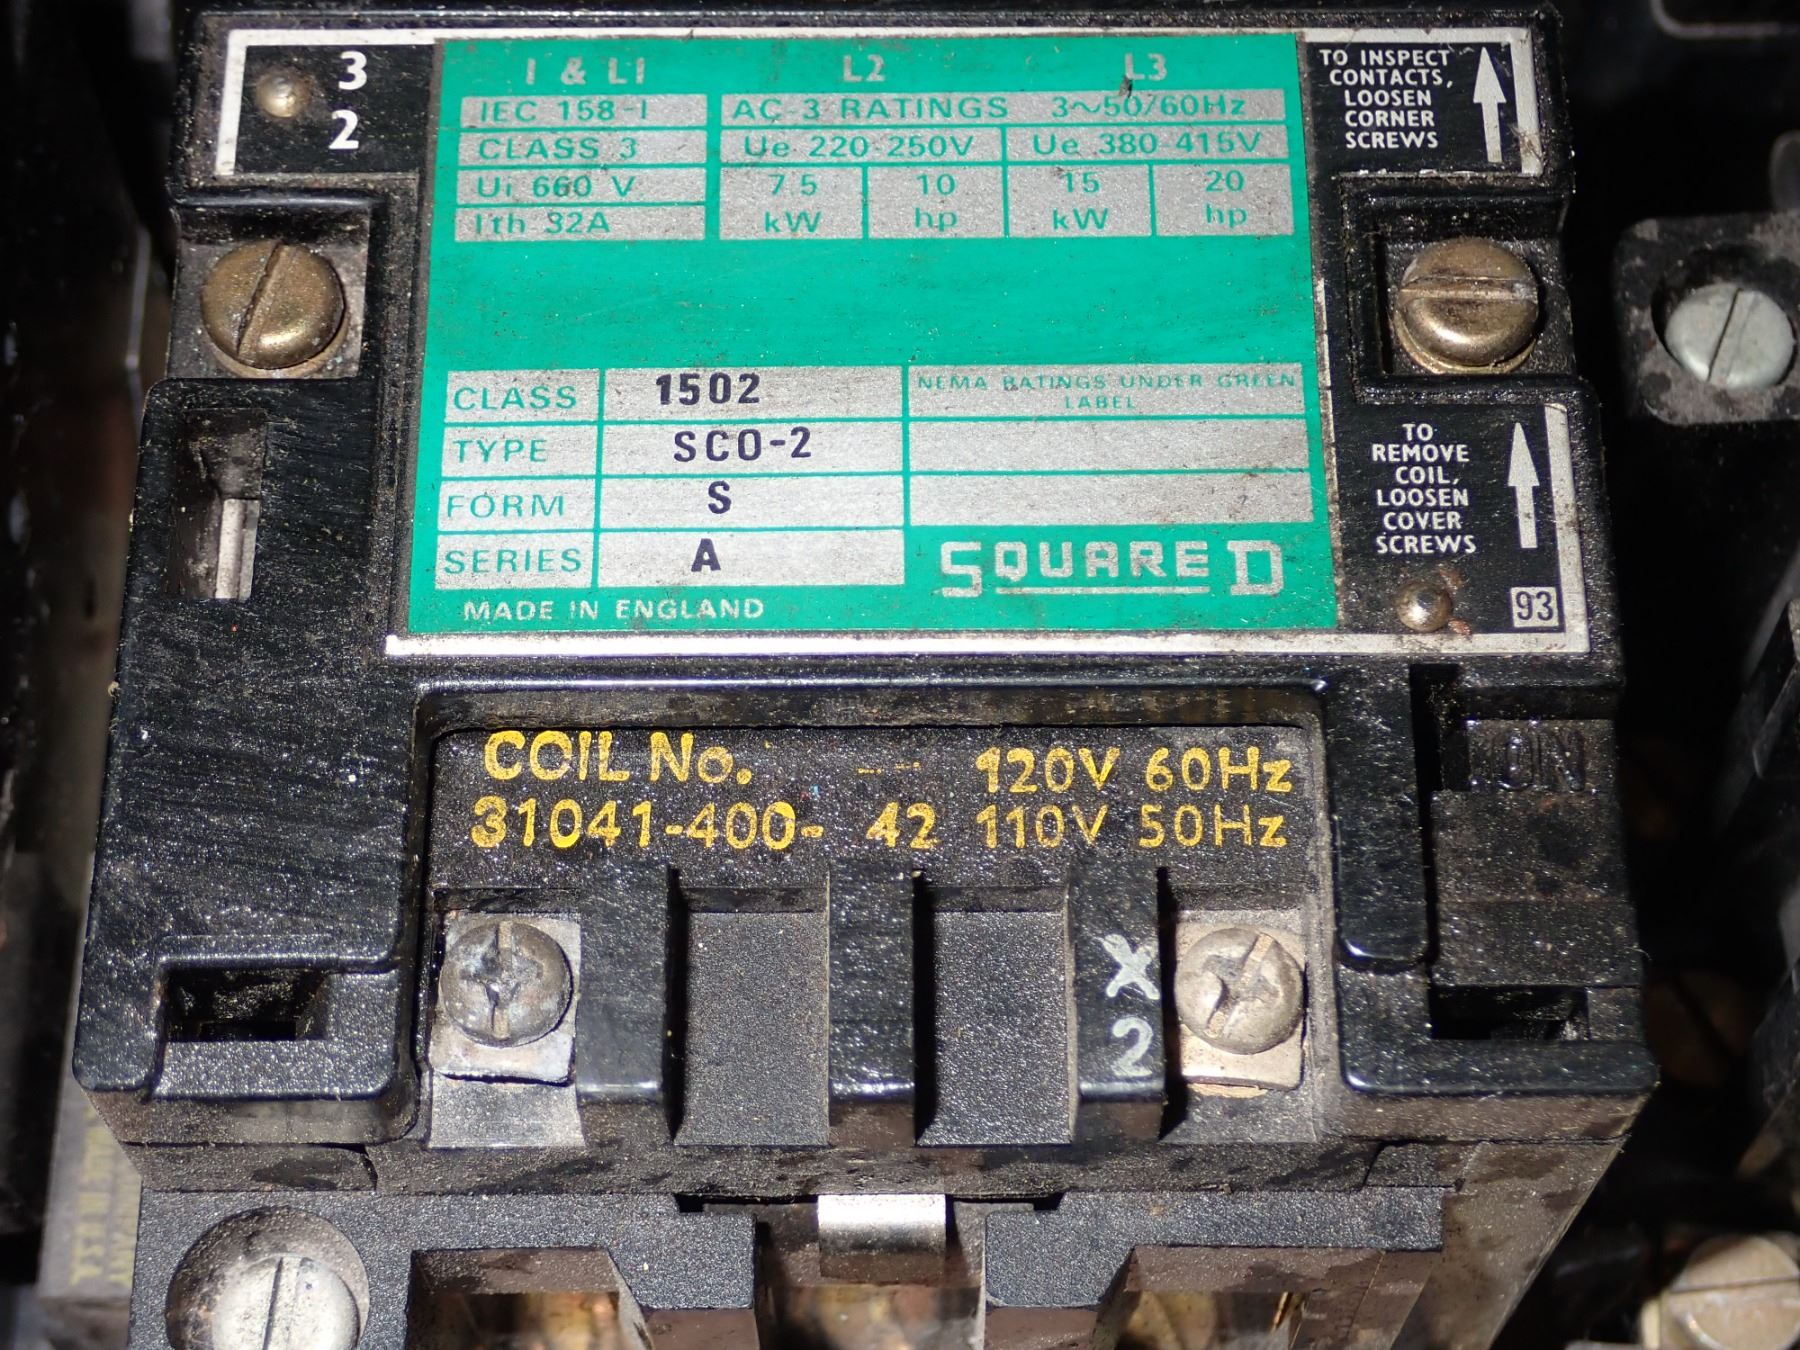 3
2
1 & L1 L2 L3
IEC 158-1
CLASS 3
Ui 660 V
Ith 32A
AC-3 RATINGS 3~50/60Hz
Ue 220-250V Ue 380-415V
7.5 10 15 20
kW hp kW hp
TO INSPECT
CONTACTS,
LOOSEN
CORNER
SCREWS
CLASS 1502
TYPE SCO-2
FORM S
SERIES A
NEMA RATINGS UNDER GREEN
LABEL
SQUARE D
MADE IN ENGLAND
TO
REMOVE
COIL,
LOOSEN
COVER
SCREWS
93
COIL No. 120V 60Hz
31041-400- 42 110V 50Hz
ON
X
2
MADE IN U.S.A.